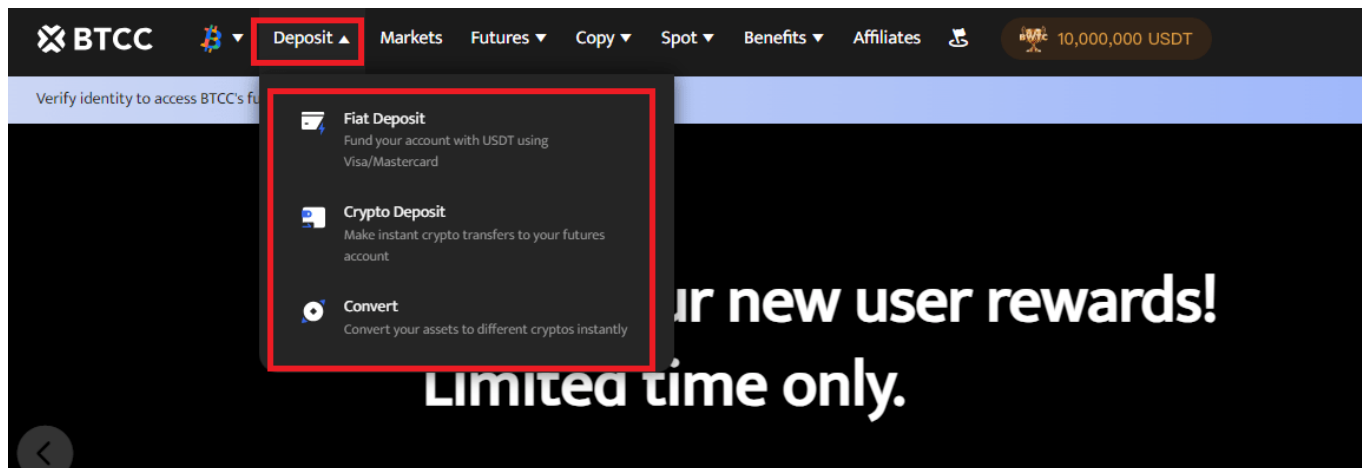 BTCC Deposit ▲ Markets Futures ▼ Copy ▼ Spot ▼ Benefits ▼ Affiliates 10,000,000 USDT
Verify identity to access BTCC's
Fiat Deposit
Fund your account with USDT using
Visa/Mastercard
Crypto Deposit
Make instant crypto transfers to your futures
account
Convert
Convert your assets to different cryptos instantly
new user rewards!
Limited time only.